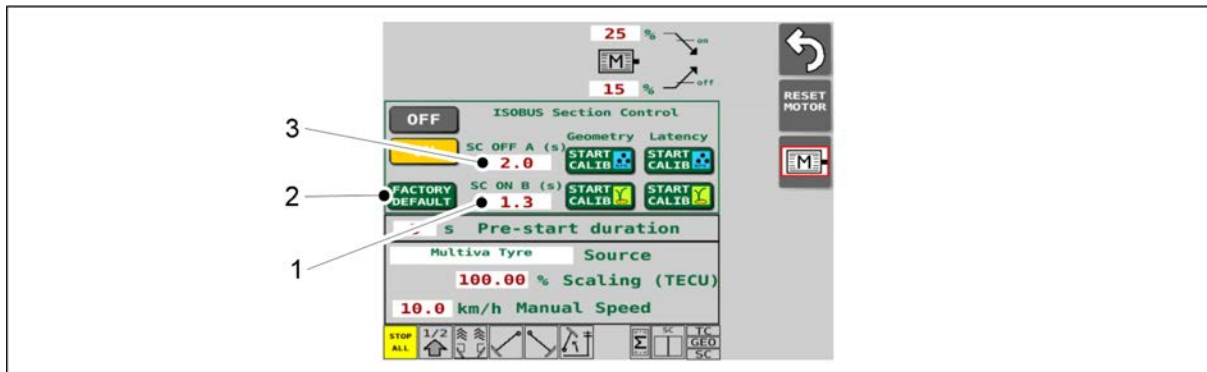 25 %
on
M
15 %
off
RESET
MOTOR
OFF
ISOBUS Section Control
Geometry Latency
3
SC OFF A (s)
2.0
START
CALIB
START
CALIB
M
2
FACTORY
DEFAULT
SC ON B (s)
1.3
START
CALIB
START
CALIB
s Pre-start duration
1
Multiva Tyre Source
100.00 % Scaling (TECU)
10.0 km/h Manual Speed
STOP
ALL
1/2
Σ
SC
TC
GEO
SC